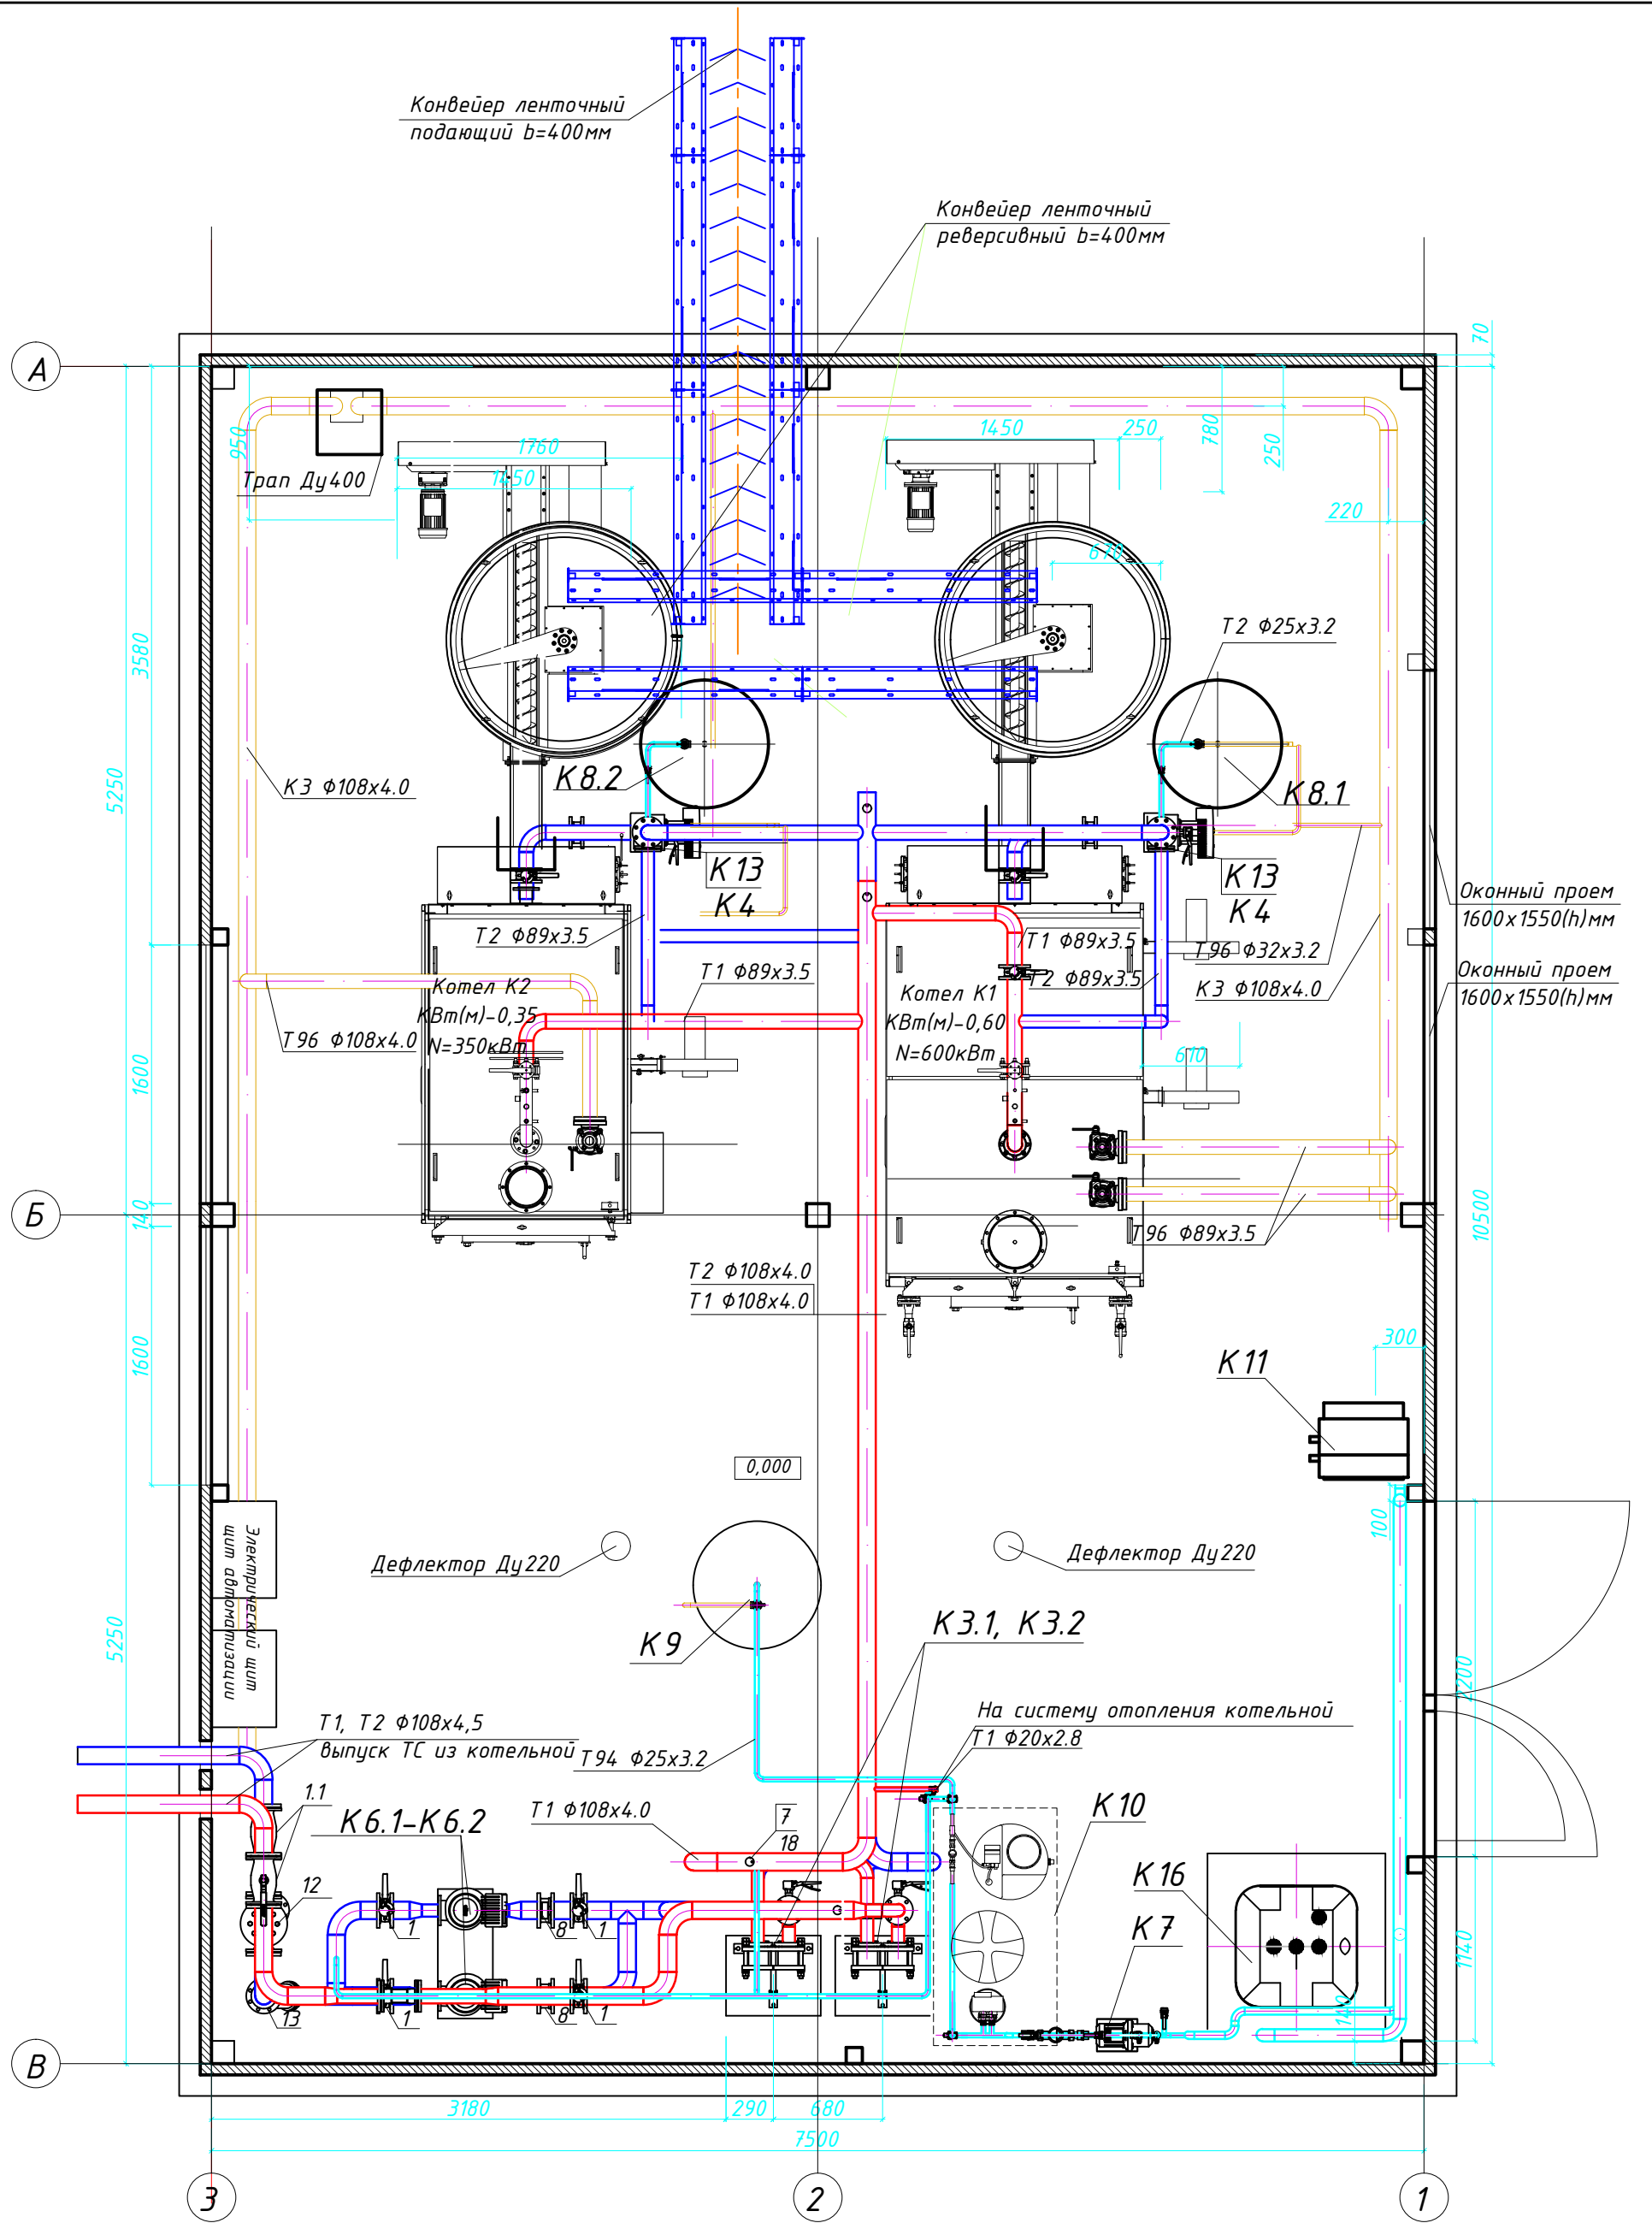 Конвейер ленточный
подающий b=400мм
Конвейер ленточный
реверсивный b=400мм
А
70
950
1760
1450
1450
250
780
250
Трап Ду400
220
670
Т2 Ф25х3.2
3580
5250
К3 Ф108х4.0
К8.2
К8.1
К13
К4
К13
К4
Оконный проем
1600х1550(h)мм
Т2 Ф89х3.5
Т1 Ф89х3.5
Т96 Ф32х3.2
Т1 Ф89х3.5
Т2 Ф89х3.5
К3 Ф108х4.0
Оконный проем
1600х1550(h)мм
Котел К2
КВт(м)-0,35
N=350кВт
Котел К1
КВт(м)-0,60
N=600кВт
Т96 Ф108х4.0
610
1600
140
Б
10500
Т96 Ф89х3.5
Т2 Ф108х4.0
Т1 Ф108х4.0
1600
300
К11
0,000
100
Электрический щит
щит автоматизации
Дефлектор Ду220
Дефлектор Ду220
5250
К9
К3.1, К3.2
2200
На систему отопления котельной
Т1 Ф20х2.8
Т1, Т2 Ф108х4,5
выпуск ТС из котельной
Т94 Ф25х3.2
1.1
К6.1-К6.2
Т1 Ф108х4.0
7
18
К10
12
К16
К7
1
8
1
1140
13
1
8
1
140
В
3180
290
680
7500
3
2
1